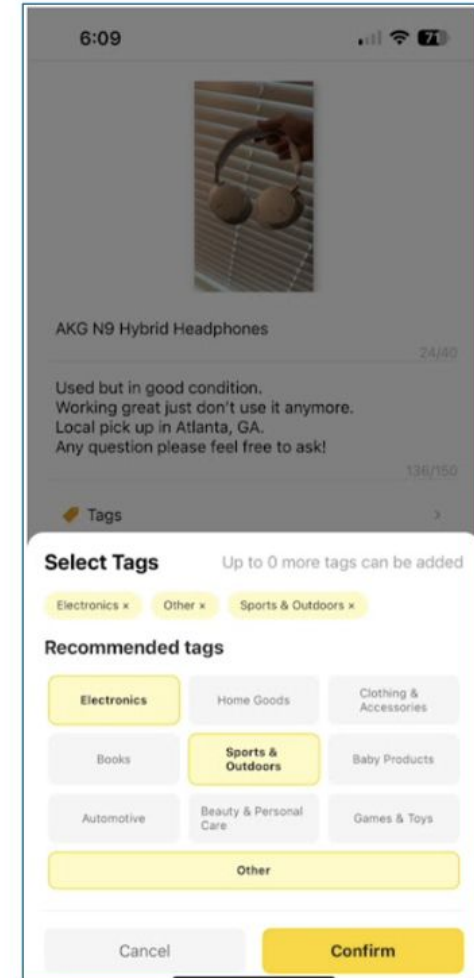 6:09
71
AKG N9 Hybrid Headphones
24/40
Used but in good condition.
Working great just don't use it anymore.
Local pick up in Atlanta, GA.
Any question please feel free to ask!
136/150
Tags >
Select Tags Up to 0 more tags can be added
Electronics × Other × Sports & Outdoors ×
Recommended tags
Electronics
Home Goods
Clothing &
Accessories
Books
Sports &
Outdoors
Baby Products
Automotive
Beauty & Personal
Care
Games & Toys
Other
Cancel Confirm